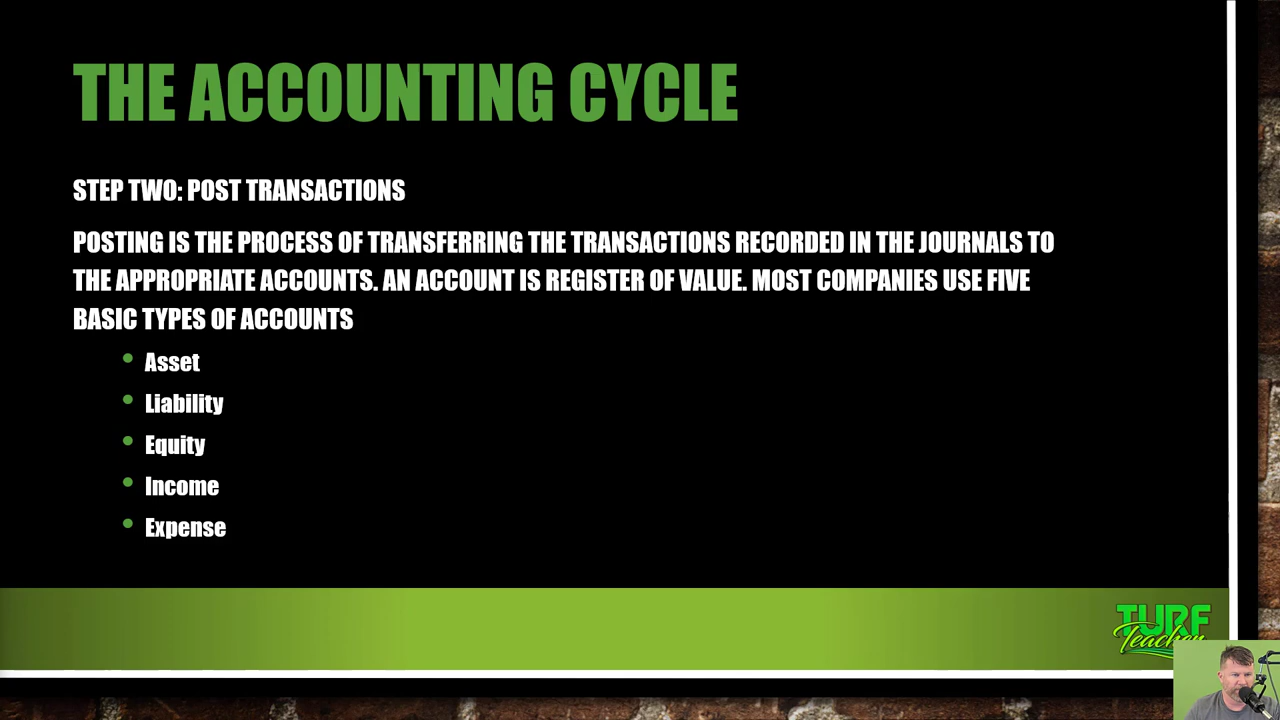 THE ACCOUNTING CYCLE
STEP TWO: POST TRANSACTIONS
POSTING IS THE PROCESS OF TRANSFERRING THE TRANSACTIONS RECORDED IN THE JOURNALS TO
THE APPROPRIATE ACCOUNTS. AN ACCOUNT IS REGISTER OF VALUE. MOST COMPANIES USE FIVE
BASIC TYPES OF ACCOUNTS
• Asset
• Liability
• Equity
• Income
• Expense
TURF
Teacher